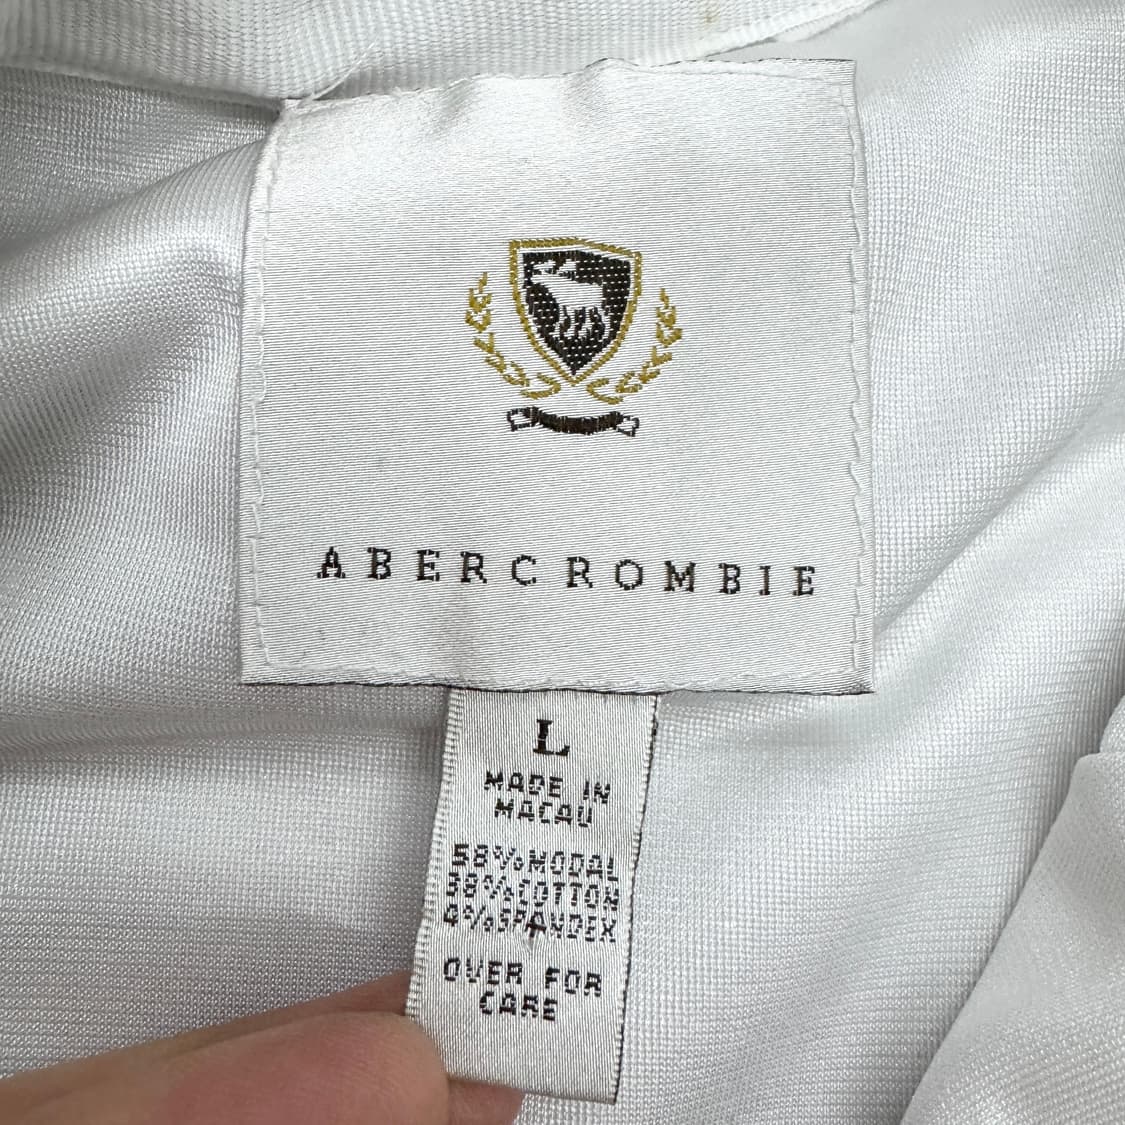 ABERCROMBIE
L
MADE IN
MACAU
58%MODAL
38%COTTON
4%SPANDEX
OVER FOR
CARE